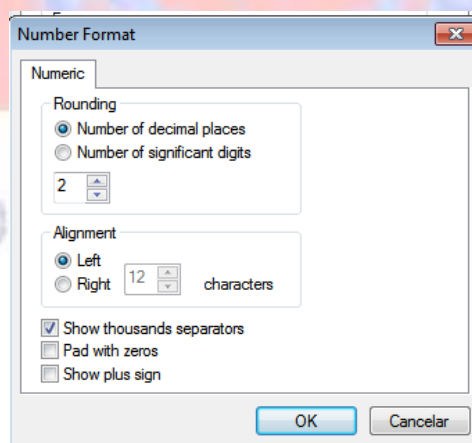 Number Format
Numeric
Rounding
Number of decimal places
Number of significant digits
2
Alignment
Left
Right 12 characters
Show thousands separators
Pad with zeros
Show plus sign
OK Cancelar